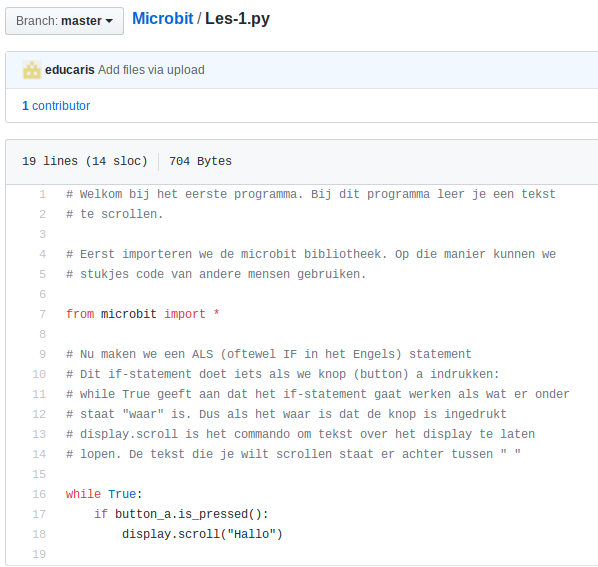 Branch: master Microbit / Les-1.py
educaris Add files via upload
1 contributor
19 lines (14 sloc) 704 Bytes
1 # Welkom bij het eerste programma. Bij dit programma leer je een tekst
2 # te scrollen.
3
4 # Eerst importeren we de microbit bibliotheek. Op die manier kunnen we
5 # stukjes code van andere mensen gebruiken.
6
7 from microbit import *
8
9 # Nu maken we een ALS (oftewel IF in het Engels) statement
10 # Dit if-statement doet iets als we knop (button) a indrukken:
11 # while True geeft aan dat het if-statement gaat werken als wat er onder
12 # staat "waar" is. Dus als het waar is dat de knop is ingedrukt
13 # display.scroll is het commando om tekst over het display te laten
14 # lopen. De tekst die je wilt scrollen staat er achter tussen " "
15
16 while True:
17     if button_a.is_pressed():
18         display.scroll("Hallo")
19